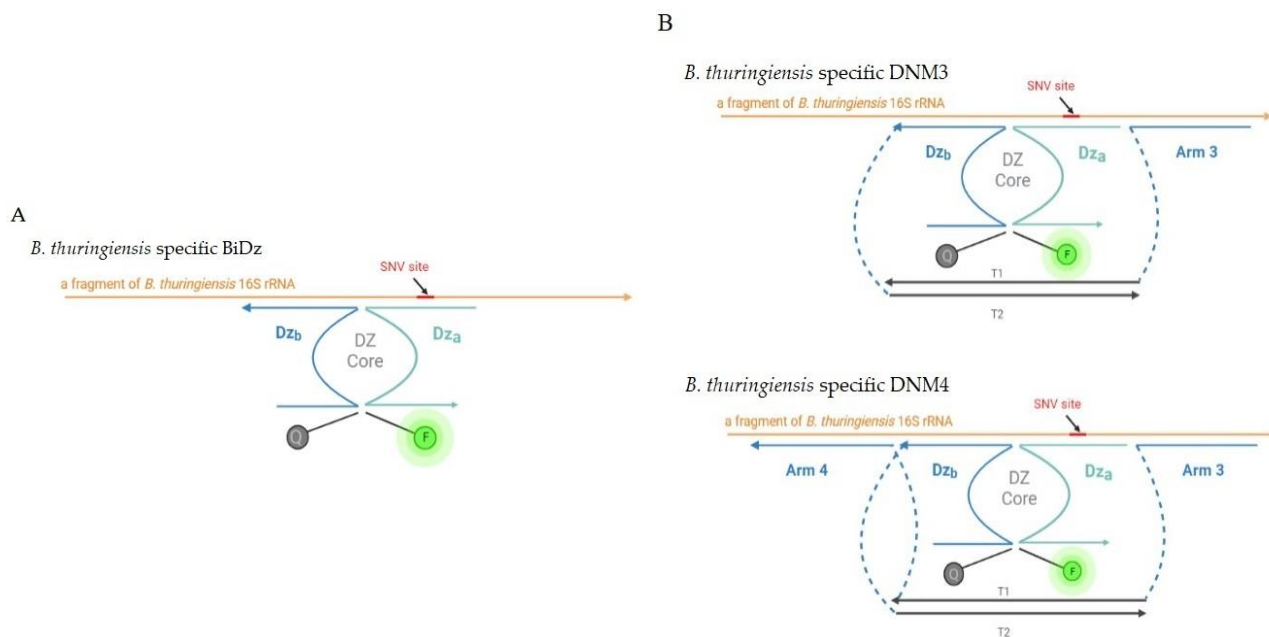 A
B. thuringiensis specific BiDz
SNV site
a fragment of B. thuringiensis 16S rRNA
Dzb
DZ
Core
Dza
Q
F
B
B. thuringiensis specific DNM3
SNV site
a fragment of B. thuringiensis 16S rRNA
Dzb
DZ
Core
Dza
Arm 3
Q
F
T1
T2
B. thuringiensis specific DNM4
SNV site
a fragment of B. thuringiensis 16S rRNA
Arm 4
Dzb
DZ
Core
Dza
Arm 3
Q
F
T1
T2